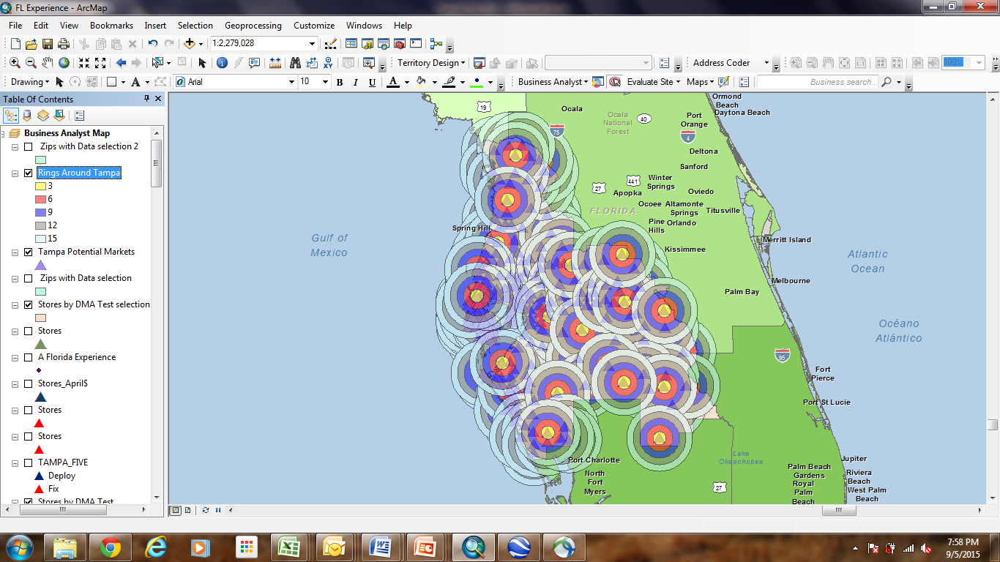 FL Experience - ArcMap
File Edit View Bookmarks Insert Selection Geoprocessing Customize Windows Help
1:2,279,028
Territory Design
Address Coder
100%
Drawing
Arial
10
B I U A
Business Analyst
Evaluate Site
Maps
Business search...
Table Of Contents
Business Analyst Map
Zips with Data selection 2
Rings Around Tampa
3
6
9
12
15
Tampa Potential Markets
Zips with Data selection
Stores by DMA Test selection
Stores
A Florida Experience
Stores_April$
Stores
Stores
TAMPA_FIVE
Deploy
Fix
Stores by DMA Test
19
Ocala
75
Ocala
National
Forest
40
Ormond
Beach
Daytona Beach
Port
Orange
4
Deltona
Sanford
27
441
Winter
Springs
Apopka
Oviedo
Ocoee
Altamonte
Springs
Titusville
FLORIDA
Pine
Hills
Orlando
Spring Hill
Merritt Island
Kissimmee
Gulf of
Mexico
Atlantic
Ocean
Melbourne
Palm Bay
Océano
Atlántico
95
Fort
Pierce
Port St Lucie
Lake
Okeechobee
Port Charlotte
Jupiter
North
Fort
Myers
27
Palm Beach
Gardens
Royal
Palm
Beach
Riviera
Beach
West Palm
Beach
7:58 PM
9/5/2015